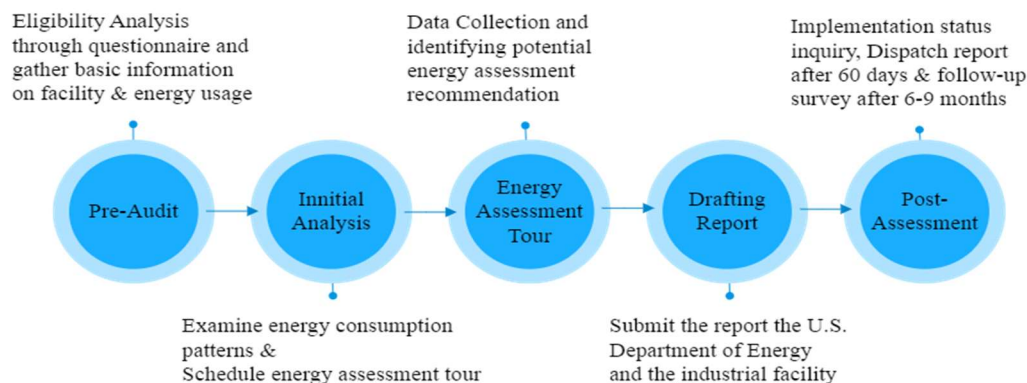 Eligibility Analysis
through questionnaire and
gather basic information
on facility & energy usage
Data Collection and
identifying potential
energy assessment
recommendation
Implementation status
inquiry, Dispatch report
after 60 days & follow-up
survey after 6-9 months
Pre-Audit
Innitial
Analysis
Energy
Assessment
Tour
Drafting
Report
Post-
Assessment
Examine energy consumption
patterns &
Schedule energy assessment tour
Submit the report the U.S.
Department of Energy
and the industrial facility